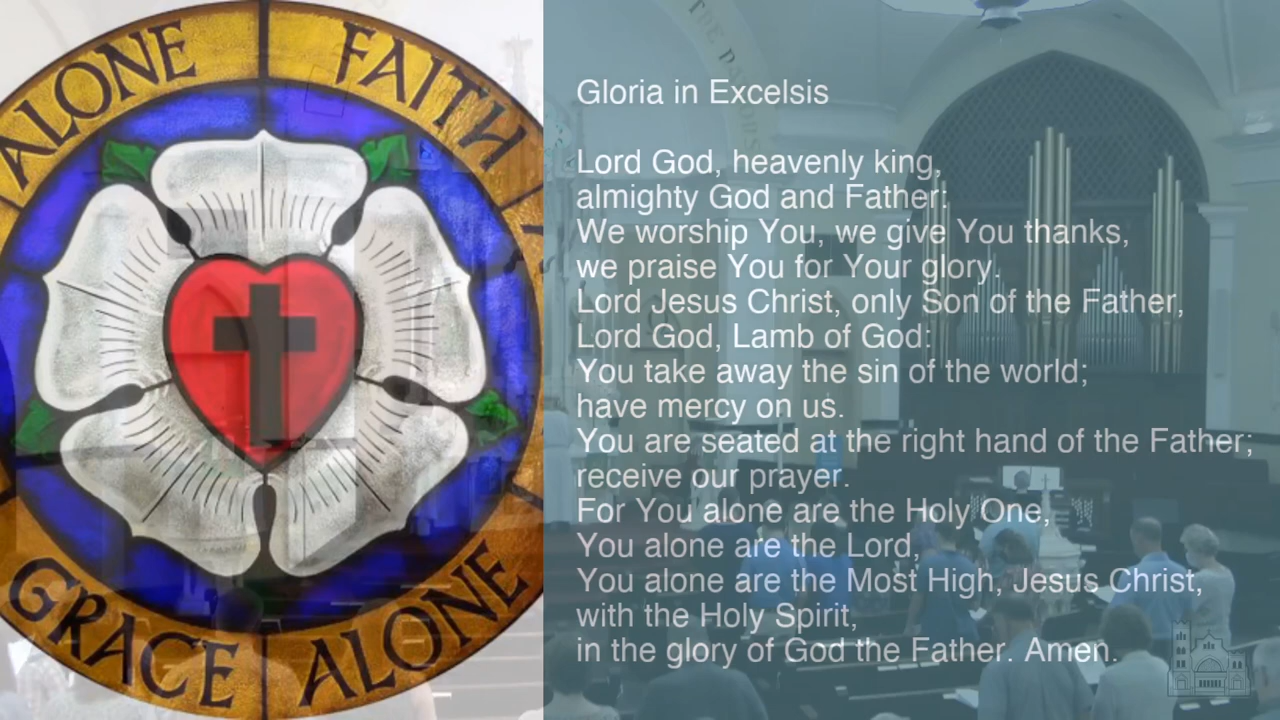 ALONE FAITH
GRACE ALONE
Gloria in Excelsis
Lord God, heavenly king,
almighty God and Father:
We worship You, we give You thanks,
we praise You for Your glory.
Lord Jesus Christ, only Son of the Father,
Lord God, Lamb of God:
You take away the sin of the world;
have mercy on us.
You are seated at the right hand of the Father;
receive our prayer.
For You alone are the Holy One,
You alone are the Lord,
You alone are the Most High, Jesus Christ,
with the Holy Spirit,
in the glory of God the Father. Amen.